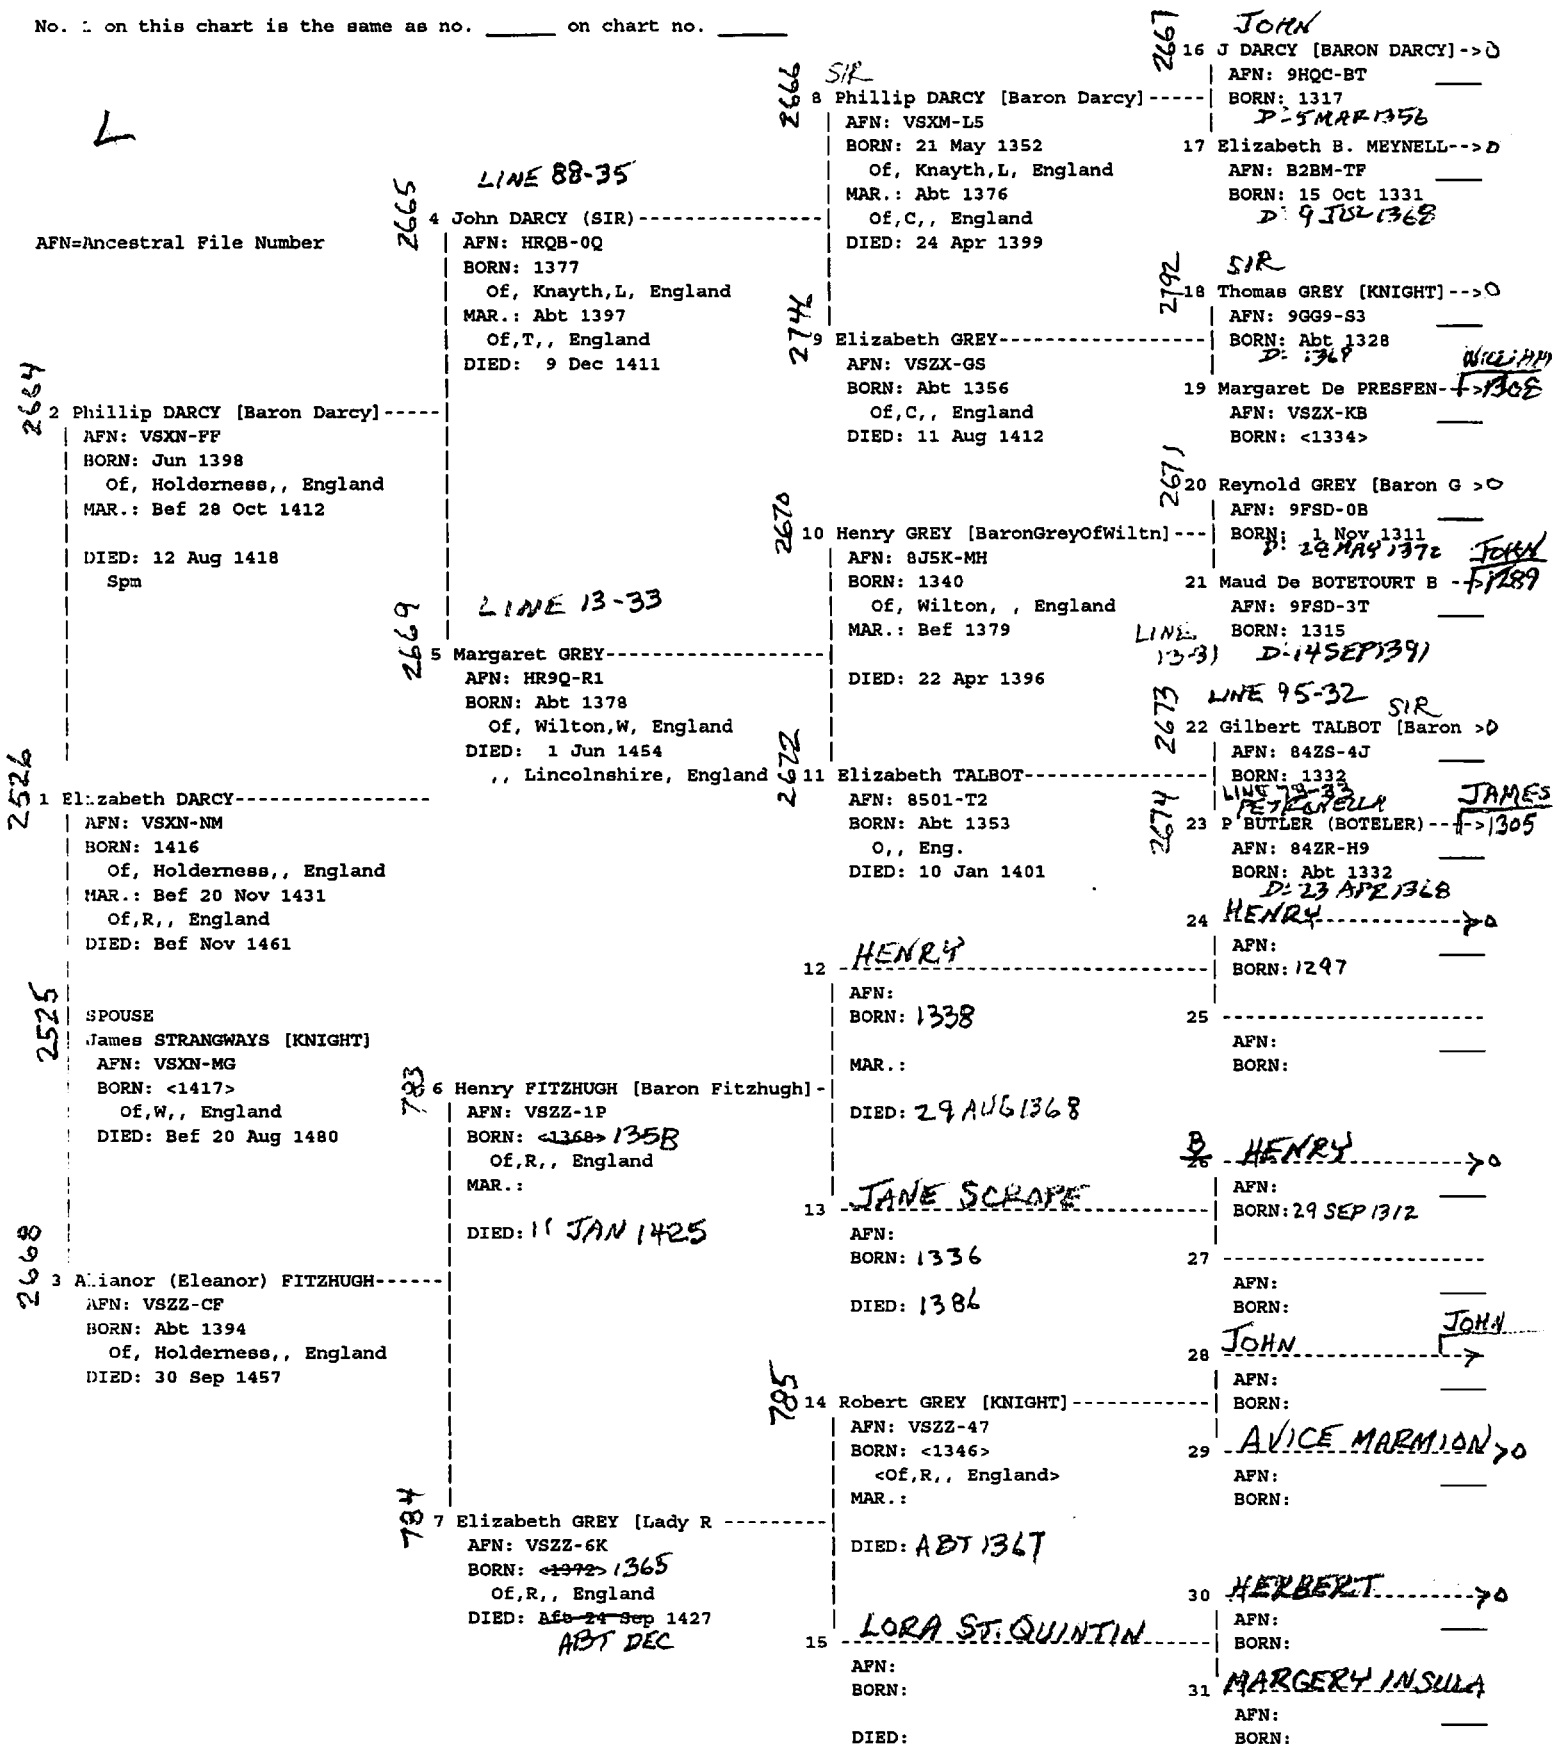 No. 1 on this chart is the same as no. _____ on chart no. _____
L
AFN=Ancestral File Number
2526
1 Elizabeth DARCY
AFN: VSXN-NM
BORN: 1416
Of, Holderness,, England
MAR.: Bef 20 Nov 1431
Of,R,, England
DIED: Bef Nov 1461
2525
SPOUSE
James STRANGWAYS [KNIGHT]
AFN: VSXN-MG
BORN: <1417>
Of,W,, England
DIED: Bef 20 Aug 1480
2664
2 Phillip DARCY [Baron Darcy]
AFN: VSXN-FF
BORN: Jun 1398
Of, Holderness,, England
MAR.: Bef 28 Oct 1412
DIED: 12 Aug 1418
Spm
2668
3 Alianor (Eleanor) FITZHUGH
AFN: VSZZ-CF
BORN: Abt 1394
Of, Holderness,, England
DIED: 30 Sep 1457
LINE 88-35
2665
4 John DARCY (SIR)
AFN: HRQB-0Q
BORN: 1377
Of, Knayth,L, England
MAR.: Abt 1397
Of,T,, England
DIED: 9 Dec 1411
LINE 13-33
2669
5 Margaret GREY
AFN: HR9Q-R1
BORN: Abt 1378
Of, Wilton,W, England
DIED: 1 Jun 1454
,, Lincolnshire, England
783
6 Henry FITZHUGH [Baron Fitzhugh]
AFN: VSZZ-1P
BORN: <1368> 1358
Of,R,, England
MAR.:
DIED: 11 JAN 1425
784
7 Elizabeth GREY [Lady R
AFN: VSZZ-6K
BORN: <1372> 1365
Of,R,, England
DIED: Aft 24 Sep 1427
ABT DEC
2666
SIR
8 Phillip DARCY [Baron Darcy]
AFN: VSXM-L5
BORN: 21 May 1352
Of, Knayth,L, England
MAR.: Abt 1376
Of,C,, England
DIED: 24 Apr 1399
2746
9 Elizabeth GREY
AFN: VSZX-GS
BORN: Abt 1356
Of,C,, England
DIED: 11 Aug 1412
2670
10 Henry GREY [BaronGreyOfWiltn]
AFN: 8J5K-MH
BORN: 1340
Of, Wilton, , England
MAR.: Bef 1379
DIED: 22 Apr 1396
2672
11 Elizabeth TALBOT
AFN: 8501-T2
BORN: Abt 1353
O,, Eng.
DIED: 10 Jan 1401
12 HENRY
AFN:
BORN: 1338
MAR.:
DIED: 29 AUG 1368
13 JANE SCROPE
AFN:
BORN: 1336
DIED: 1386
785
14 Robert GREY [KNIGHT]
AFN: VSZZ-47
BORN: <1346>
<Of,R,, England>
MAR.:
DIED: ABT 1367
15 LORA ST. QUINTIN
AFN:
BORN:
DIED:
2667
JOHN
16 J DARCY [BARON DARCY]->0
AFN: 9HQC-BT
BORN: 1317
D: 5 MAR 1356
17 Elizabeth B. MEYNELL-->0
AFN: B2BM-TF
BORN: 15 Oct 1331
D: 9 JUL 1368
2792
SIR
18 Thomas GREY [KNIGHT]-->0
AFN: 9GG9-S3
BORN: Abt 1328
D: 1369
WILLIAM
19 Margaret De PRESFEN-->1308
AFN: VSZX-KB
BORN: <1334>
2671
20 Reynold GREY [Baron G >0
AFN: 9FSD-0B
BORN: 1 Nov 1311
D: 28 MAY 1372
JOHN
21 Maud De BOTETOURT B -->1289
AFN: 9FSD-3T
BORN: 1315
LINE 13-31
D: 14 SEP 1391
LINE 95-32
2673
SIR
22 Gilbert TALBOT [Baron >0
AFN: 84ZS-4J
BORN: 1332
LINE 73-33
PETRONELLA
JAMES
2674
23 P BUTLER (BOTELER)-->1305
AFN: 84ZR-H9
BORN: Abt 1332
D: 23 APR 1368
24 HENRY >0
AFN:
BORN: 1297
25
AFN:
BORN:
B
26 HENRY >0
AFN:
BORN: 29 SEP 1312
27
AFN:
BORN:
JOHN
28 JOHN >
AFN:
BORN:
29 AVICE MARMION >0
AFN:
BORN:
30 HERBERT >0
AFN:
BORN:
31 MARGERY INSULA
AFN:
BORN: